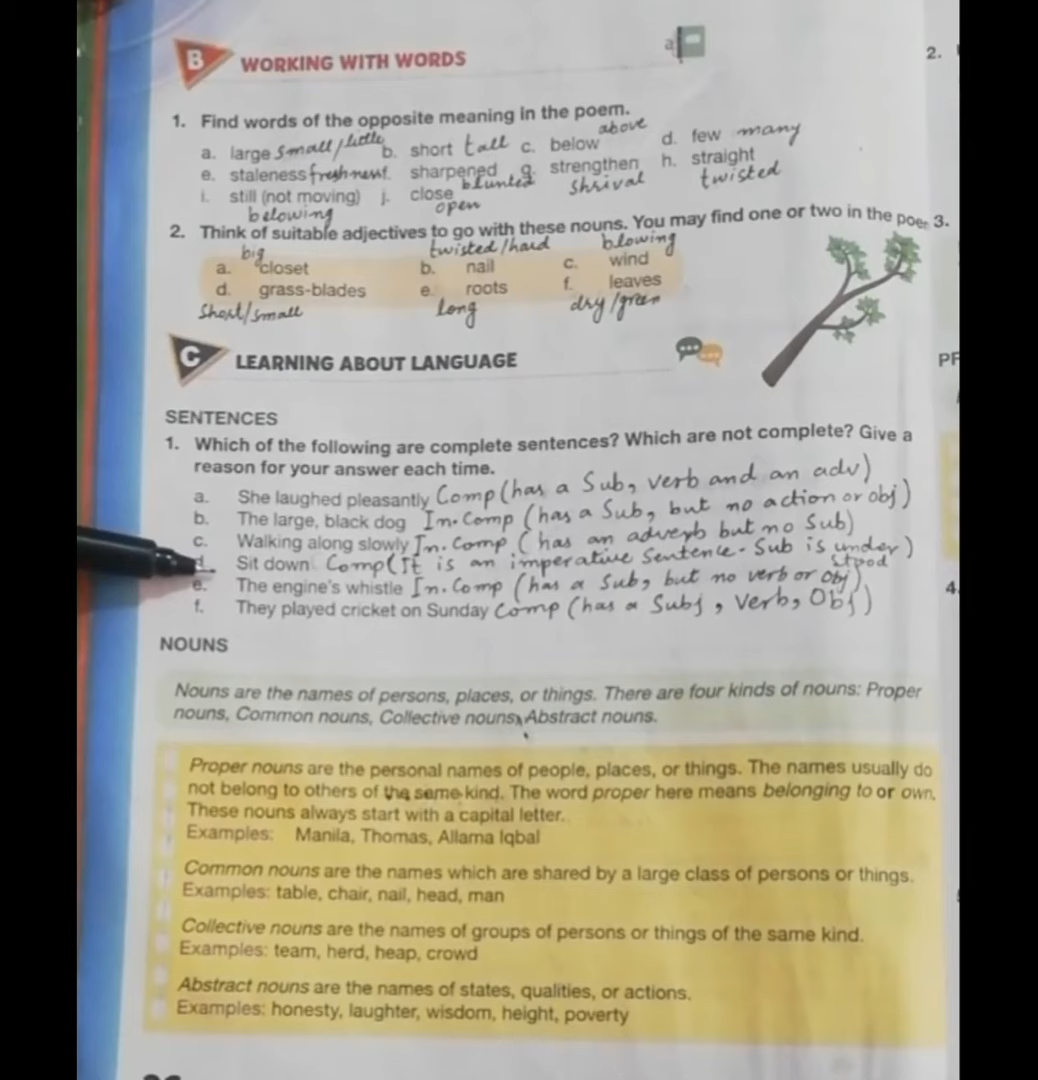 B WORKING WITH WORDS
2.
1. Find words of the opposite meaning in the poem.
a. large small/little b. short tall c. below above d. few many
e. staleness freshness f. sharpened blunted g. strengthen shrival h. straight twisted
i. still (not moving) belowing j. close open
2. Think of suitable adjectives to go with these nouns. You may find one or two in the poe 3.
big twisted/hard blowing
a. closet b. nail c. wind
d. grass-blades e. roots f. leaves
Short/small long dry/green
C LEARNING ABOUT LANGUAGE
PF
SENTENCES
1. Which of the following are complete sentences? Which are not complete? Give a
reason for your answer each time.
a. She laughed pleasantly Comp (has a Sub, verb and an adv)
b. The large, black dog In.Comp (has a Sub, but no action or obj)
c. Walking along slowly In.Comp (has an adverb but no Sub)
d. Sit down Comp (It is an imperative Sentence. Sub is under)
stood
e. The engine's whistle In.Comp (has a Sub, but no verb or obj)
4.
f. They played cricket on Sunday Comp (has a Subj, Verb, Obj)
NOUNS
Nouns are the names of persons, places, or things. There are four kinds of nouns: Proper
nouns, Common nouns, Collective nouns, Abstract nouns.
Proper nouns are the personal names of people, places, or things. The names usually do
not belong to others of the same kind. The word proper here means belonging to or own.
These nouns always start with a capital letter.
Examples: Manila, Thomas, Allama Iqbal
Common nouns are the names which are shared by a large class of persons or things.
Examples: table, chair, nail, head, man
Collective nouns are the names of groups of persons or things of the same kind.
Examples: team, herd, heap, crowd
Abstract nouns are the names of states, qualities, or actions.
Examples: honesty, laughter, wisdom, height, poverty